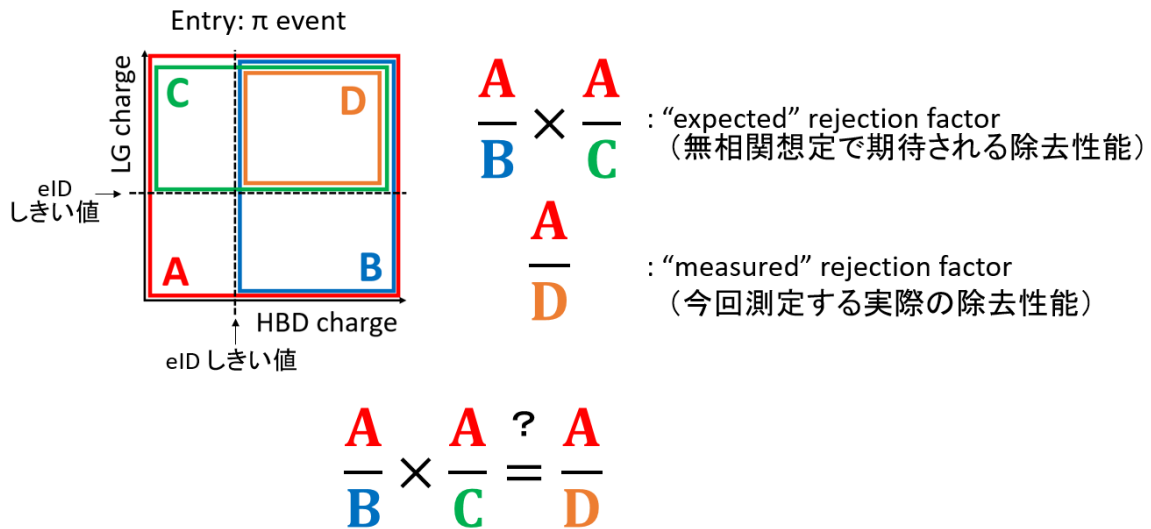 Entry: π event
LG charge
C
D
A
B
eID
しきい値
HBD charge
eID しきい値
A/B × A/C
: “expected” rejection factor
（無相関想定で期待される除去性能）
A/D
: “measured” rejection factor
（今回測定する実際の除去性能）
?
A/B × A/C = A/D